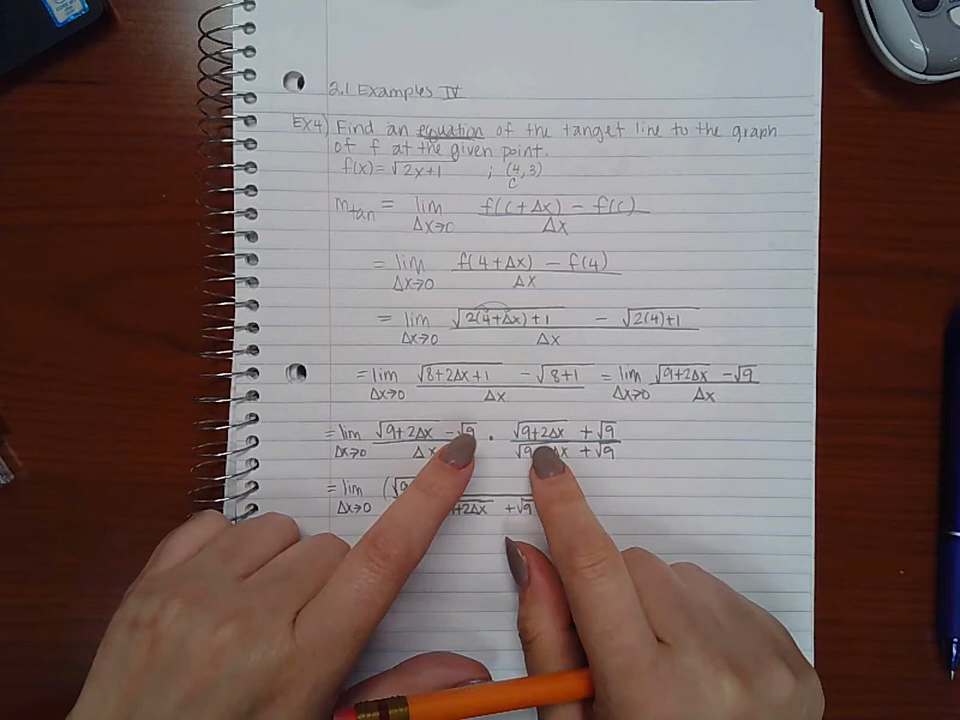 2.1 Examples IV
Ex4) Find an equation of the tanget line to the graph
of f at the given point.
f(x)=√2x+1 ; (4,3)
c
mtan = lim Δx→0 f(c+Δx) - f(c) / Δx
= lim Δx→0 f(4+Δx) - f(4) / Δx
= lim Δx→0 √2(4+Δx)+1 - √2(4)+1 / Δx
= lim Δx→0 √8+2Δx+1 - √8+1 / Δx = lim Δx→0 √9+2Δx - √9 / Δx
= lim Δx→0 √9+2Δx - √9 / Δx · √9+2Δx + √9 / √9 Δx + √9
= lim Δx→0 (√9 / +2Δx + √9